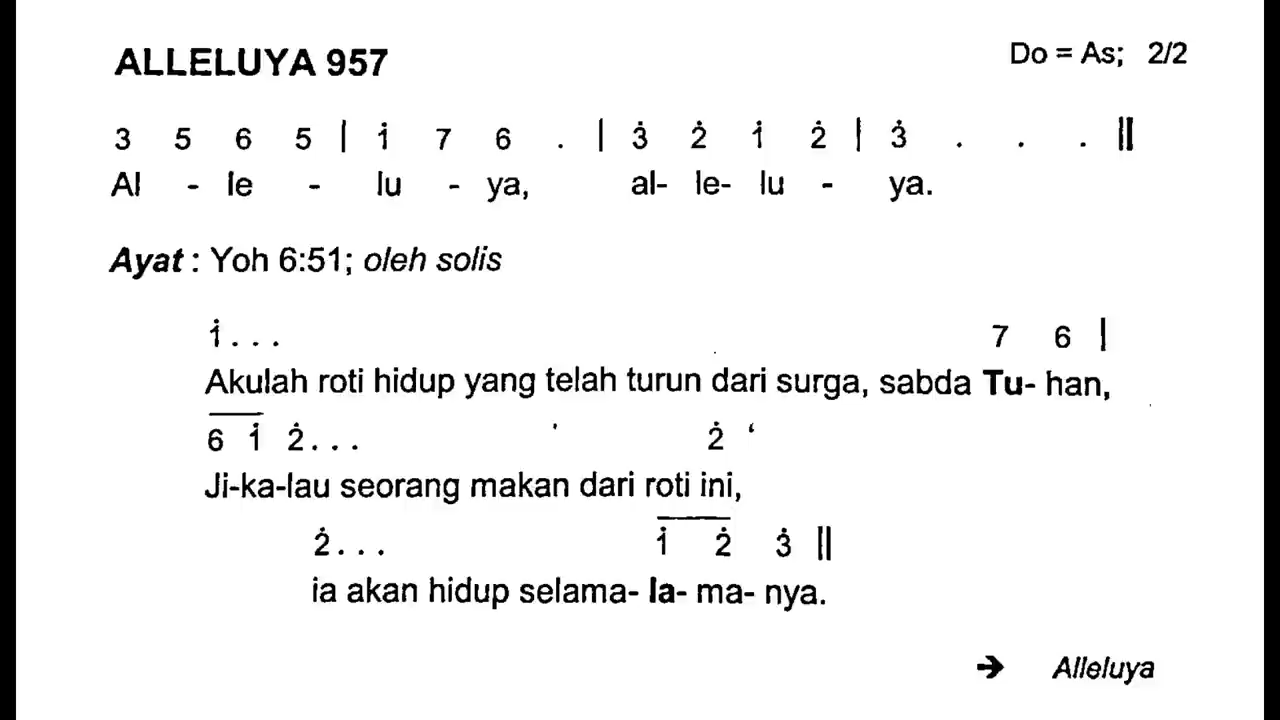 ALLELUYA 957 Do = As; 2/2
3 5 6 5 | 1̇ 7 6 . | 3̇ 2̇ 1̇ 2̇ | 3̇ . . . ||
Al - le - lu - ya, al- le- lu - ya.
Ayat : Yoh 6:51; oleh solis
1̇ . . . 7 6 |
Akulah roti hidup yang telah turun dari surga, sabda Tu- han,
6 1̇ 2̇ . . . ' 2̇ ‘
Ji-ka-lau seorang makan dari roti ini,
2̇ . . . 1̇ 2̇ 3̇ ||
ia akan hidup selama- la- ma- nya.
→ Alleluya